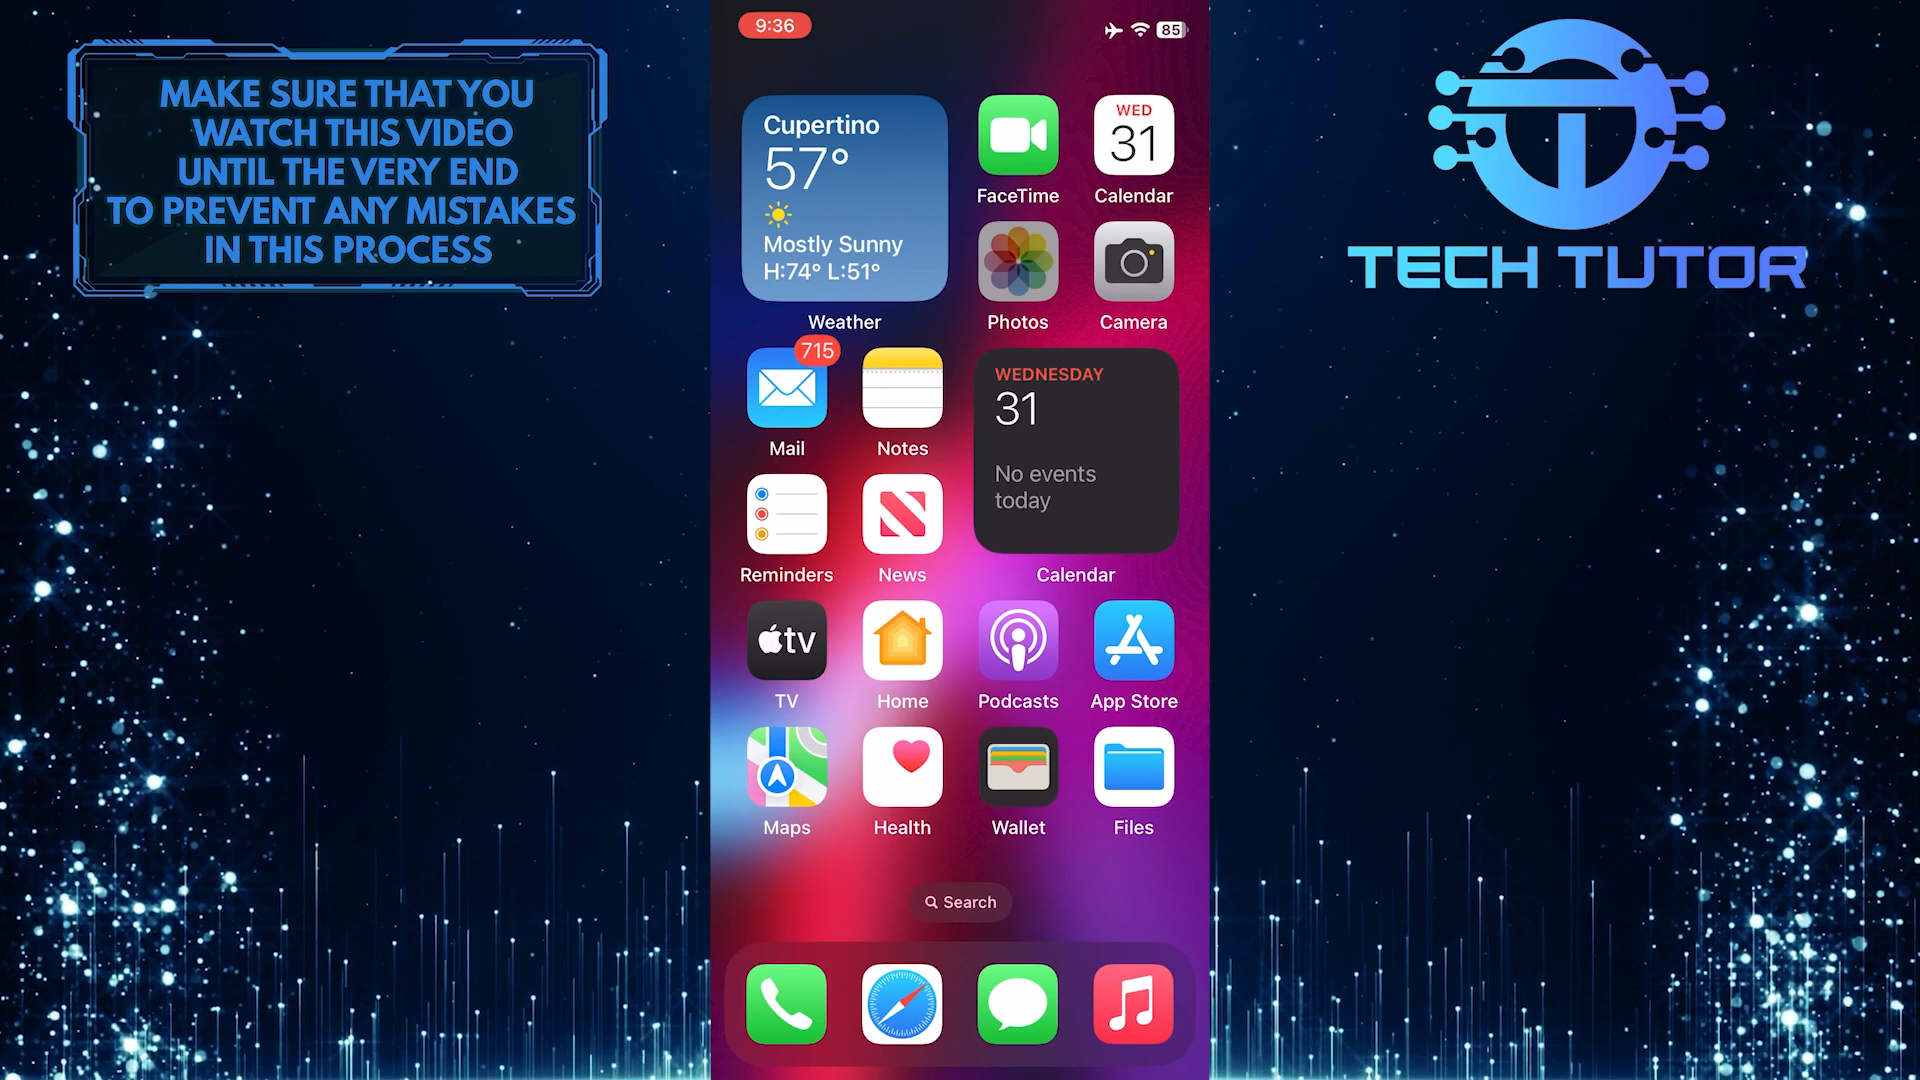 MAKE SURE THAT YOU
WATCH THIS VIDEO
UNTIL THE VERY END
TO PREVENT ANY MISTAKES
IN THIS PROCESS
9:36
85
Cupertino
57°
Mostly Sunny
H:74° L:51°
Weather
FaceTime
WED
31
Calendar
Photos
Camera
715
Mail
Notes
WEDNESDAY
31
No events
today
Calendar
Reminders
News
tv
TV
Home
Podcasts
App Store
Maps
Health
Wallet
Files
Search
TECH TUTOR